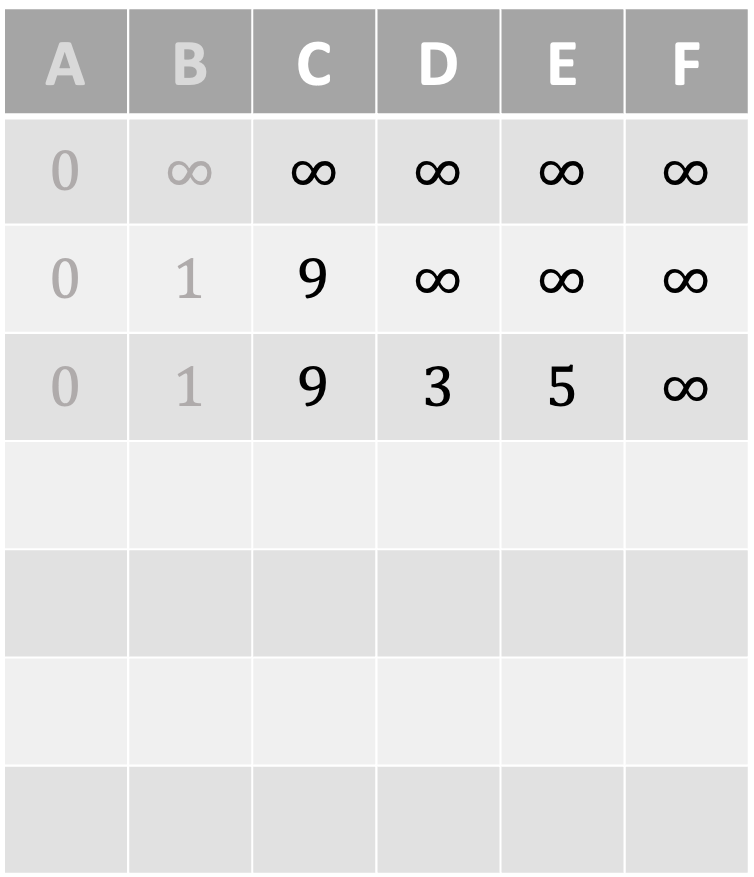 A B C D E F
0 ∞ ∞ ∞ ∞ ∞
0 1 9 ∞ ∞ ∞
0 1 9 3 5 ∞